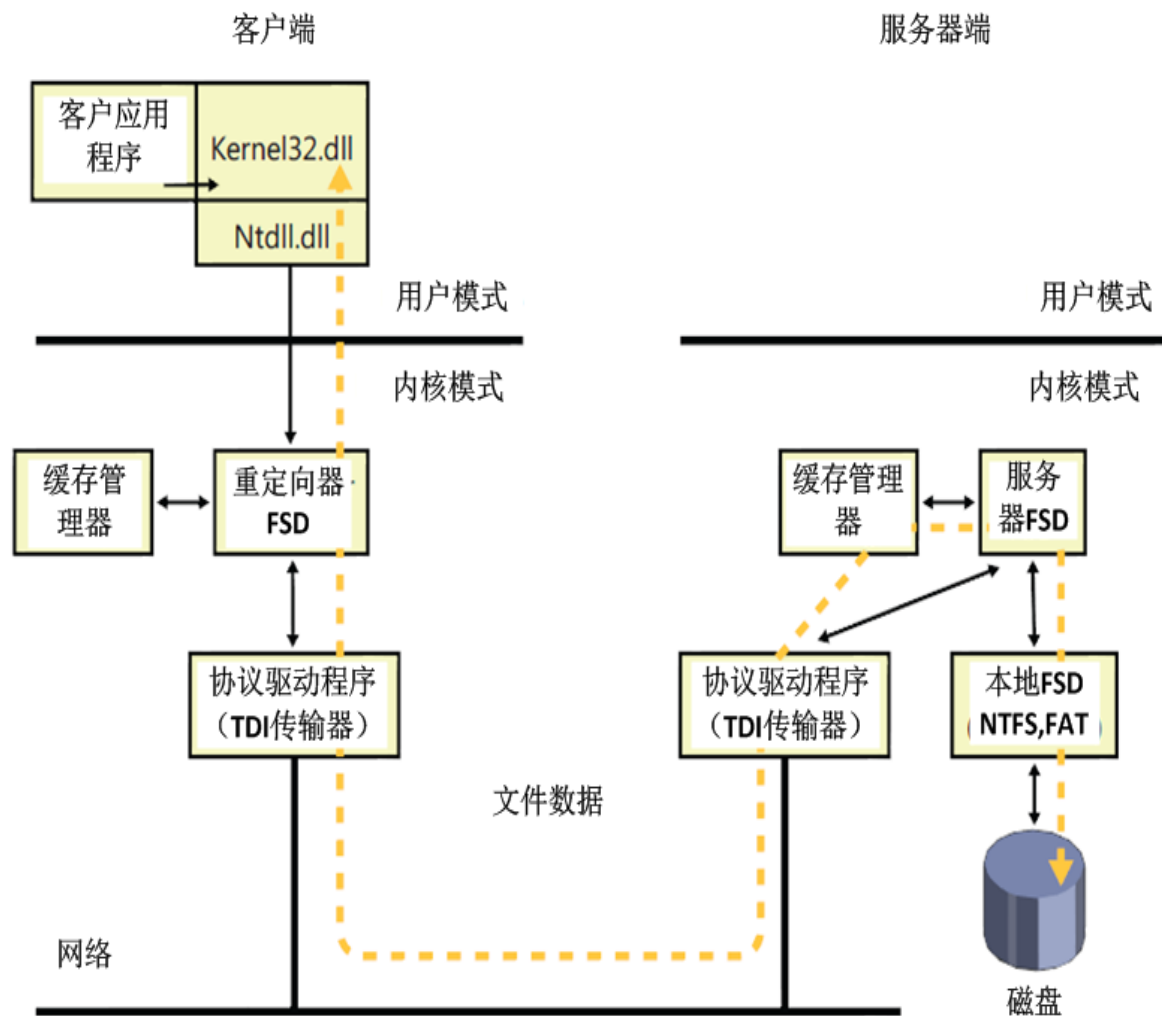 客户端
服务器端
客户应用
程序
Kernel32.dll
Ntdll.dll
用户模式
用户模式
内核模式
内核模式
缓存管
理器
重定向器
FSD
缓存管理
器
服务
器FSD
协议驱动程序
（TDI传输器）
协议驱动程序
（TDI传输器）
本地FSD
NTFS,FAT
文件数据
网络
磁盘